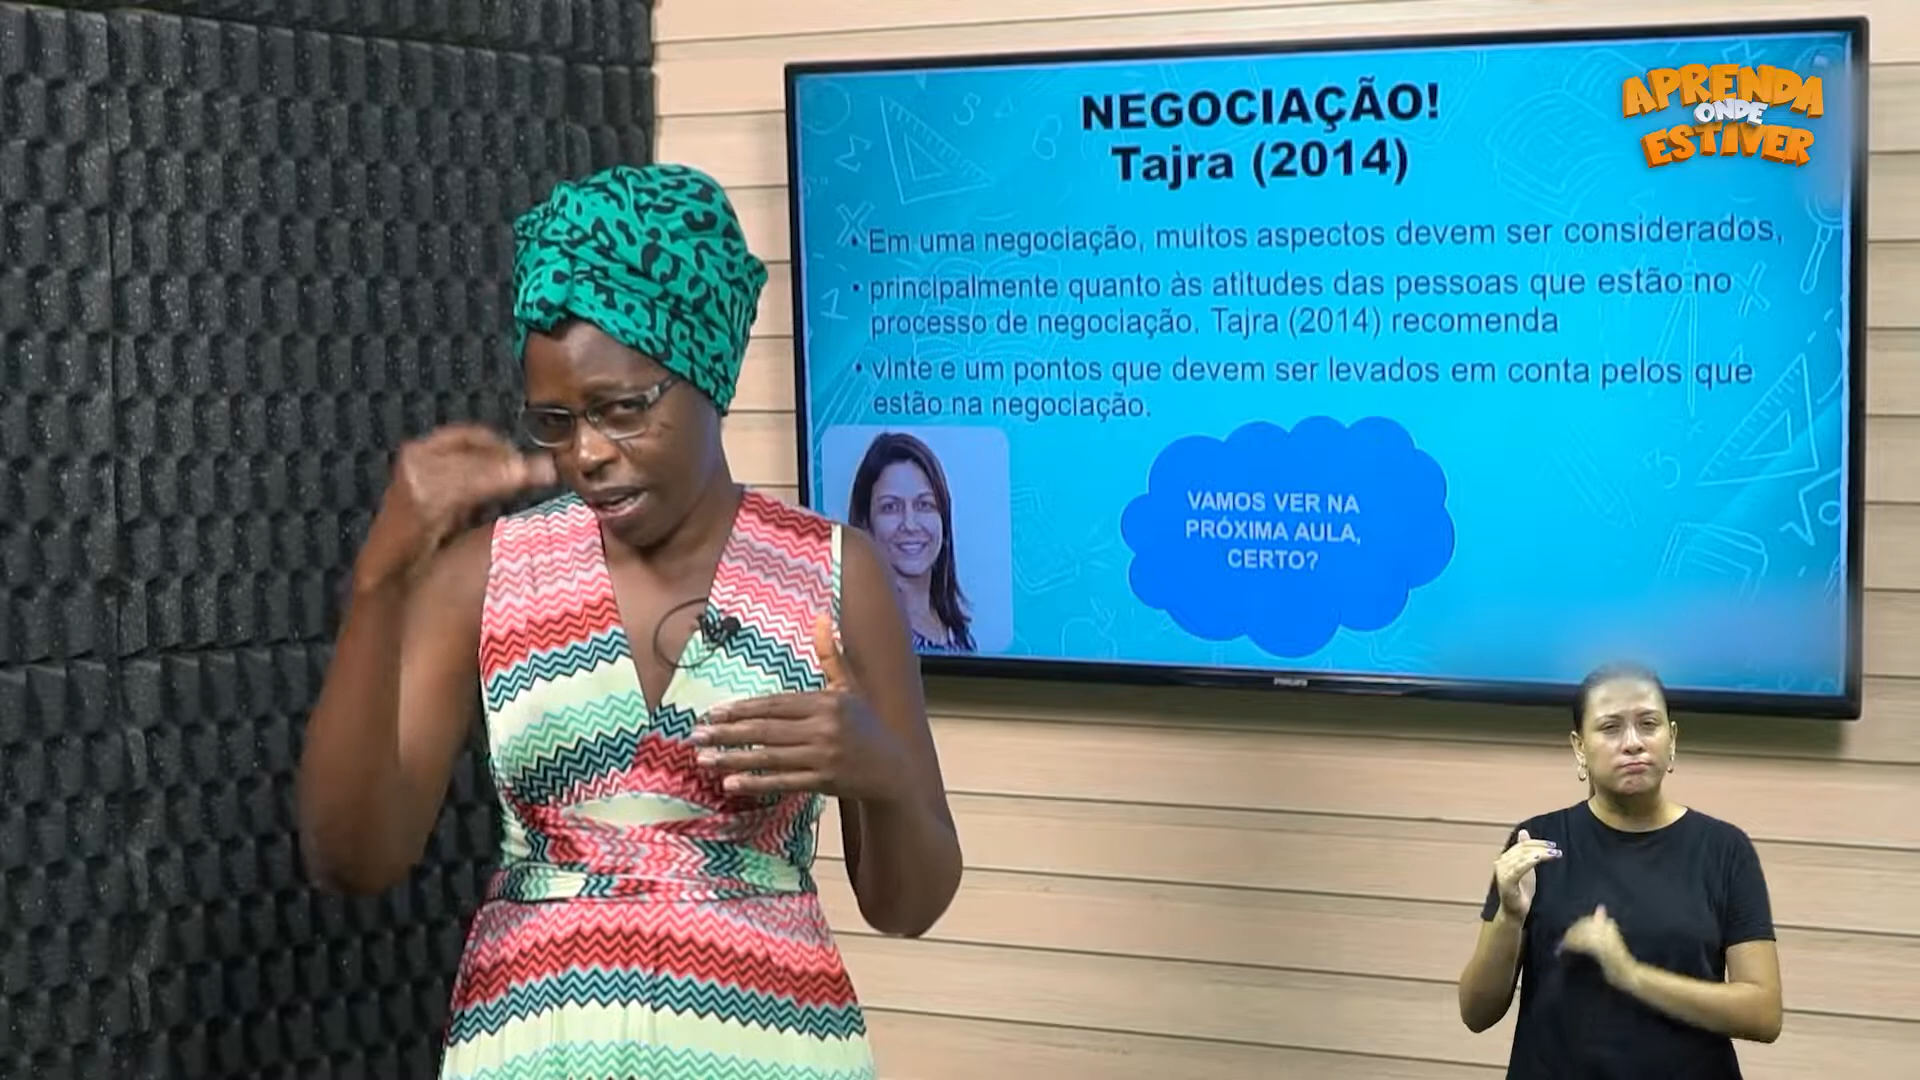 NEGOCIAÇÃO!
Tajra (2014)
APRENDA
ONDE
ESTIVER
• Em uma negociação, muitos aspectos devem ser considerados,
• principalmente quanto às atitudes das pessoas que estão no
processo de negociação. Tajra (2014) recomenda
• vinte e um pontos que devem ser levados em conta pelos que
estão na negociação.
VAMOS VER NA
PRÓXIMA AULA,
CERTO?
PHILIPS